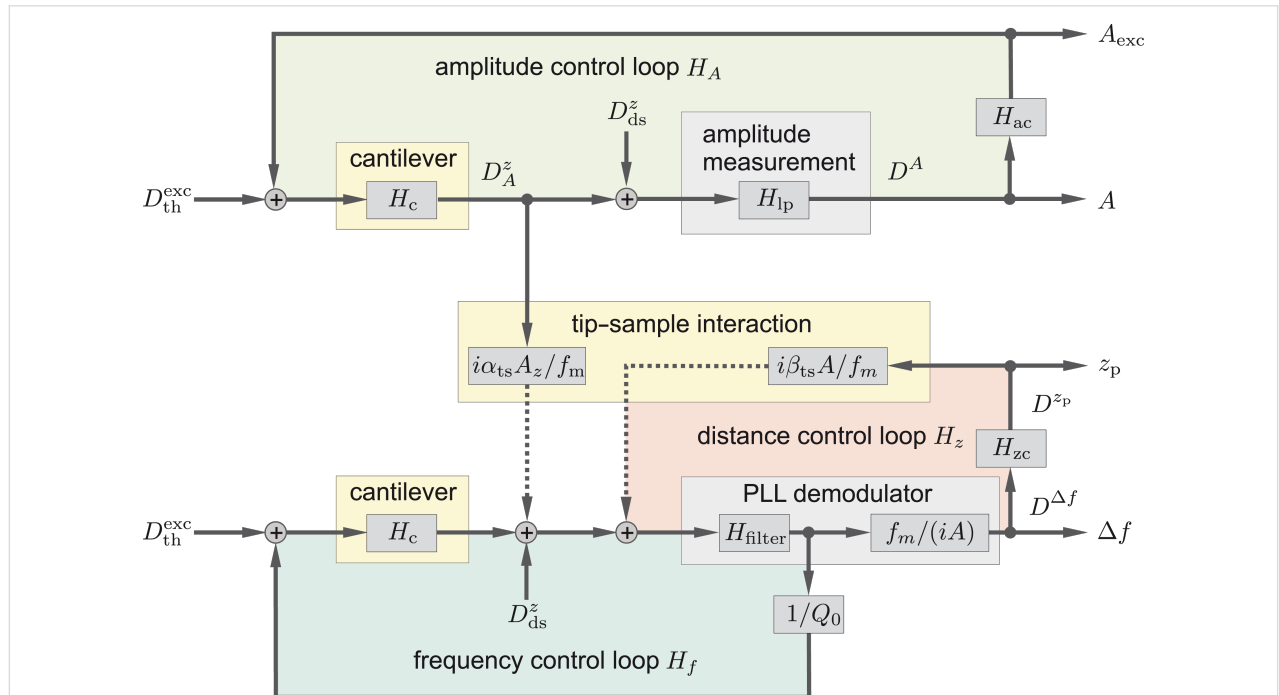 A_exc
amplitude control loop H_A
D^z_ds
H_ac
amplitude
measurement
cantilever
D^z_A
D^A
D^exc_th
+
H_c
+
H_lp
A
tip–sample interaction
iα_ts A_z/f_m
iβ_ts A/f_m
z_p
D^{z_p}
distance control loop H_z
H_zc
cantilever
PLL demodulator
D^{Δf}
D^exc_th
+
H_c
+
+
H_filter
f_m/(iA)
Δf
D^z_ds
1/Q_0
frequency control loop H_f